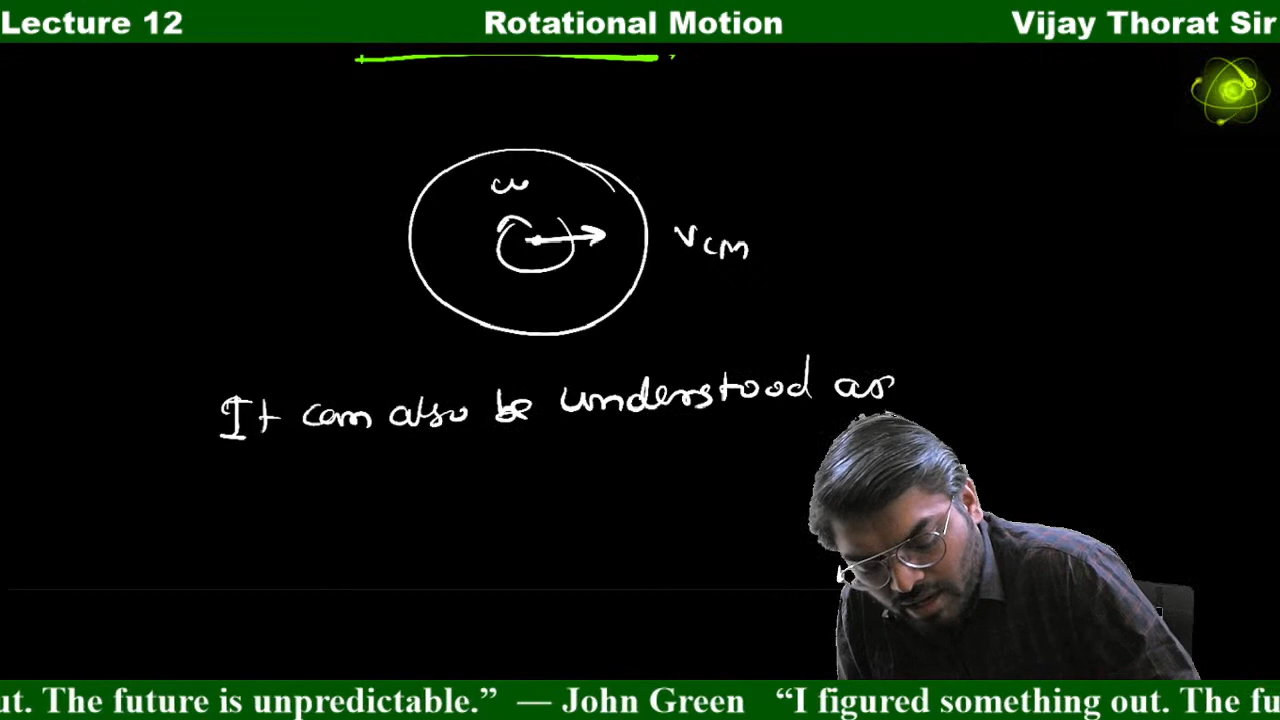 Lecture 12 Rotational Motion Vijay Thorat Sir
ω
v CM
It can also be understood as
ut. The future is unpredictable.” — John Green “I figured something out. The fu